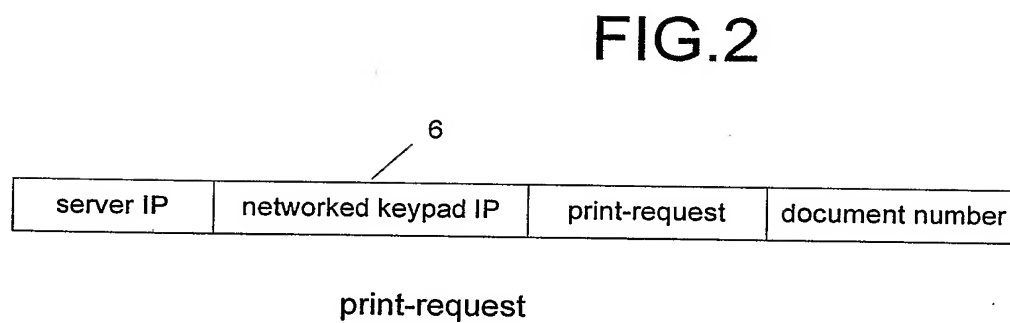 FIG.2
6
server IP networked keypad IP print-request document number
print-request